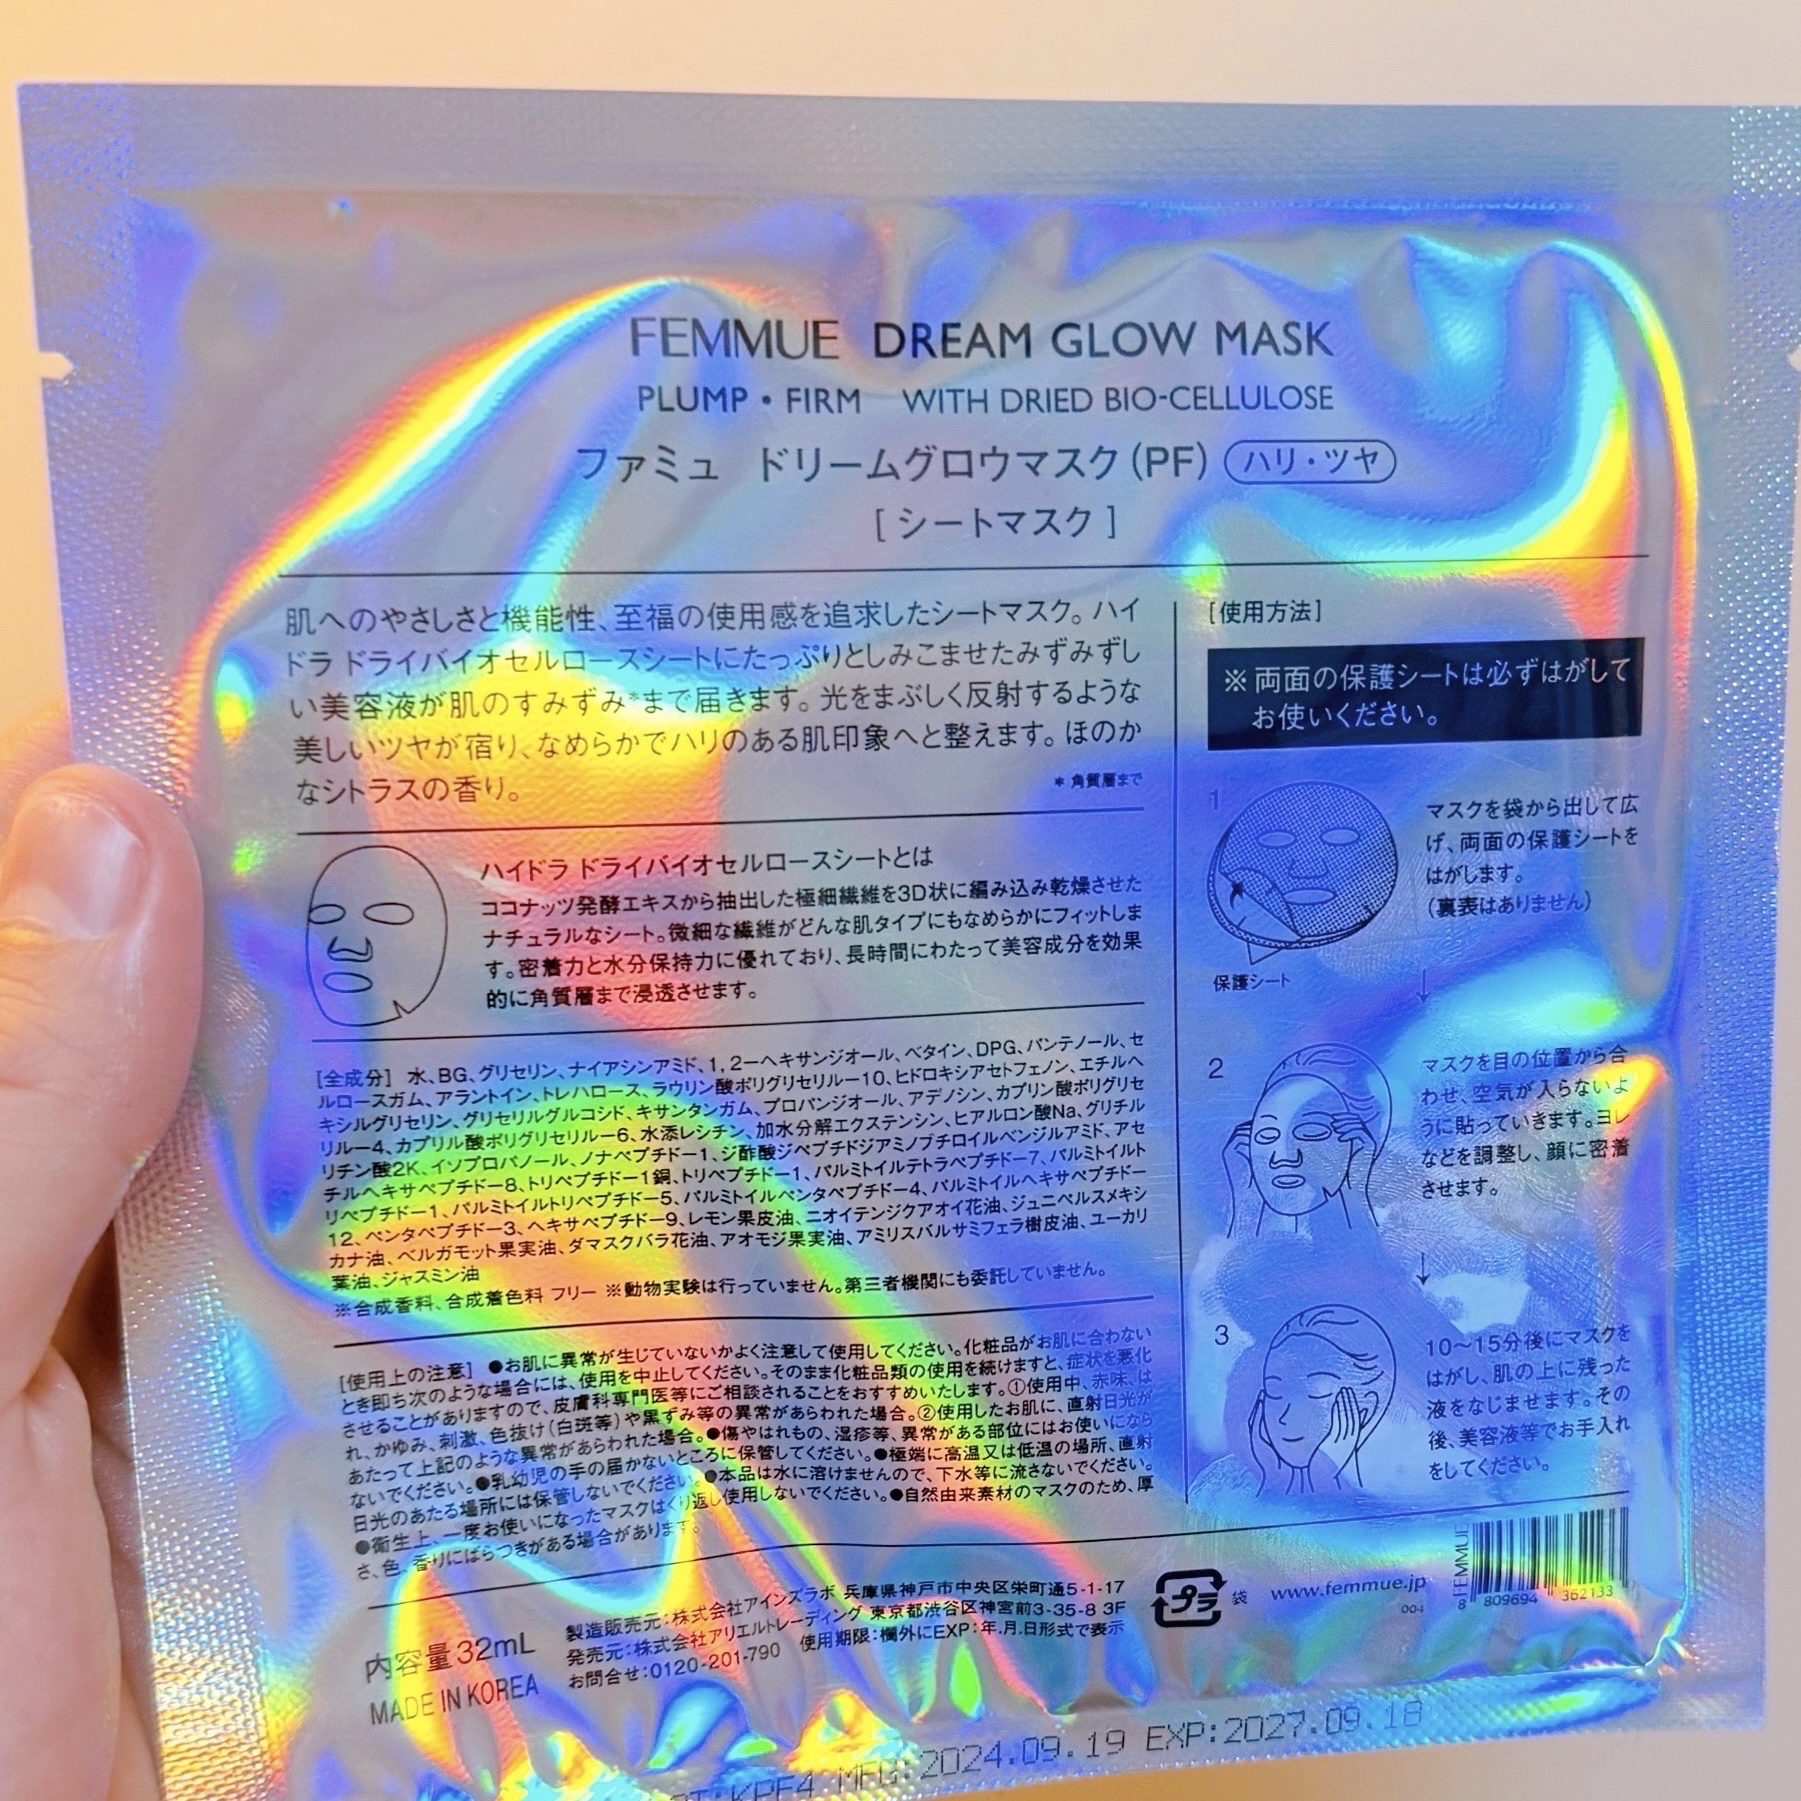 FEMMUE DREAM GLOW MASK
PLUMP・FIRM WITH DRIED BIO-CELLULOSE
ファミュ ドリームグロウマスク(PF) ハリ・ツヤ
[シートマスク]
肌へのやさしさと機能性、至福の使用感を追求したシートマスク。ハイ
ドラ ドライバイオセルロースシートにたっぷりとしみこませたみずみずし
い美容液が肌のすみずみ*まで届きます。光をまぶしく反射するような
美しいツヤが宿り、なめらかでハリのある肌印象へと整えます。ほのか
なシトラスの香り。
*角質層まで
ハイドラ ドライバイオセルロースシートとは
ココナッツ発酵エキスから抽出した極細繊維を3D状に編み込み乾燥させた
ナチュラルなシート。微細な繊維がどんな肌タイプにもなめらかにフィットしま
す。密着力と水分保持力に優れており、長時間にわたって美容成分を効果
的に角質層まで浸透させます。
[全成分] 水、BG、グリセリン、ナイアシンアミド、1,2-ヘキサンジオール、ベタイン、DPG、パンテノール、セ
ルロースガム、アラントイン、トレハロース、ラウリン酸ポリグリセリル-10、ヒドロキシアセトフェノン、エチルヘ
キシルグリセリン、グリセリルグルコシド、キサンタンガム、プロパンジオール、アデノシン、カプリン酸ポリグリセ
リル-4、カプリル酸ポリグリセリル-6、水添レシチン、加水分解エクステンシン、ヒアルロン酸Na、グリチル
リチン酸2K、イソプロパノール、ノナペプチド-1、ジ酢酸ジペプチドジアミノブチロイルベンジルアミド、アセ
チルヘキサペプチド-8、トリペプチド-1銅、トリペプチド-1、パルミトイルテトラペプチド-7、パルミトイルト
リペプチド-1、パルミトイルトリペプチド-5、パルミトイルペンタペプチド-4、パルミトイルヘキサペプチド-
12、ペンタペプチド-3、ヘキサペプチド-9、レモン果皮油、ニオイテンジクアオイ花油、ジュニペルスメキシ
カナ油、ベルガモット果実油、ダマスクバラ花油、アオモジ果実油、アミリスバルサミフェラ樹皮油、ユーカリ
葉油、ジャスミン油
※合成香料、合成着色料 フリー ※動物実験は行っていません。第三者機関にも委託していません。
[使用上の注意] ●お肌に異常が生じていないかよく注意して使用してください。化粧品がお肌に合わない
とき即ち次のような場合には、使用を中止してください。そのまま化粧品類の使用を続けますと、症状を悪化
させることがありますので、皮膚科専門医等にご相談されることをおすすめいたします。①使用中、赤味、は
れ、かゆみ、刺激、色抜け(白斑等)や黒ずみ等の異常があらわれた場合。②使用したお肌に、直射日光が
あたって上記のような異常があらわれた場合。●傷やはれもの、湿疹等、異常がある部位にはお使いになら
ないでください。●乳幼児の手の届かないところに保管してください。●極端に高温又は低温の場所、直射
日光のあたる場所には保管しないでください。●本品は水に溶けませんので、下水等に流さないでください。
●衛生上、一度お使いになったマスクはくり返し使用しないでください。●自然由来素材のマスクのため、厚
さ、色、香りにばらつきがある場合があります。
[使用方法]
※両面の保護シートは必ずはがして
お使いください。
1
マスクを袋から出して広
げ、両面の保護シートを
はがします。
(裏表はありません)
保護シート
2
マスクを目の位置から合
わせ、空気が入らないよ
うに貼っていきます。ヨレ
などを調整し、顔に密着
させます。
3
10〜15分後にマスクを
はがし、肌の上に残った
液をなじませます。その
後、美容液等でお手入れ
をしてください。
内容量32mL
MADE IN KOREA
製造販売元:株式会社アインズラボ 兵庫県神戸市中央区栄町通5-1-17
発売元:株式会社アリエルトレーディング 東京都渋谷区神宮前3-35-8 3F
お問合せ:0120-201-790 使用期限:欄外にEXP:年.月.日形式で表示
プラ 袋
www.femmue.jp
004
FEMMUE
8 809694 362133
KPF4 MFG:2024.09.19 EXP:2027.09.18